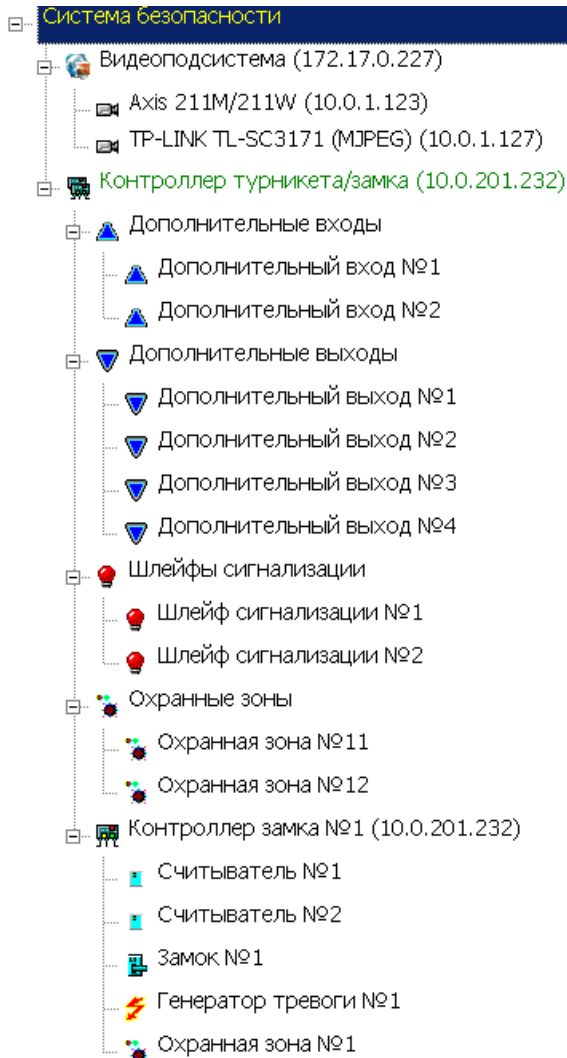 Система безопасности
Видеоподсистема (172.17.0.227)
Axis 211M/211W (10.0.1.123)
TP-LINK TL-SC3171 (MJPEG) (10.0.1.127)
Контроллер турникета/замка (10.0.201.232)
Дополнительные входы
Дополнительный вход №1
Дополнительный вход №2
Дополнительные выходы
Дополнительный выход №1
Дополнительный выход №2
Дополнительный выход №3
Дополнительный выход №4
Шлейфы сигнализации
Шлейф сигнализации №1
Шлейф сигнализации №2
Охранные зоны
Охранная зона №11
Охранная зона №12
Контроллер замка №1 (10.0.201.232)
Считыватель №1
Считыватель №2
Замок №1
Генератор тревоги №1
Охранная зона №1